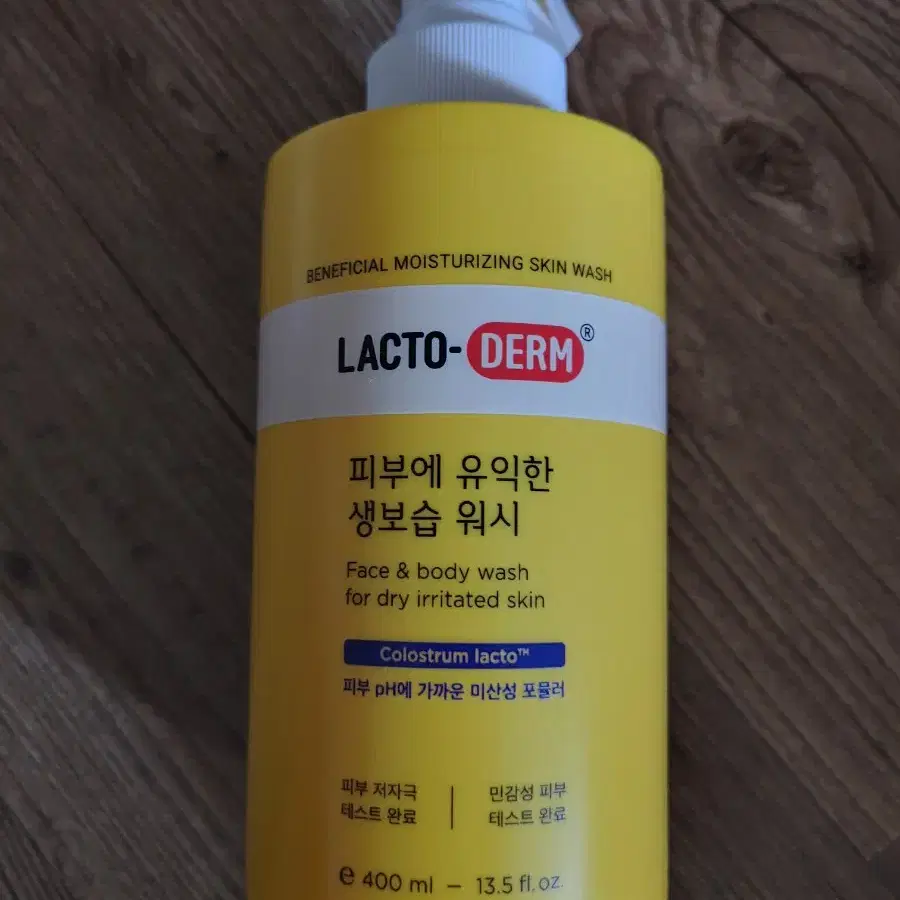 BENEFICIAL MOISTURIZING SKIN WASH
LACTO-DERM®
피부에 유익한
생보습 워시
Face & body wash
for dry irritated skin
Colostrum lacto™
피부 pH에 가까운 미산성 포뮬러
피부 저자극
테스트 완료
민감성 피부
테스트 완료
℮ 400 ml – 13.5 fl. oz.